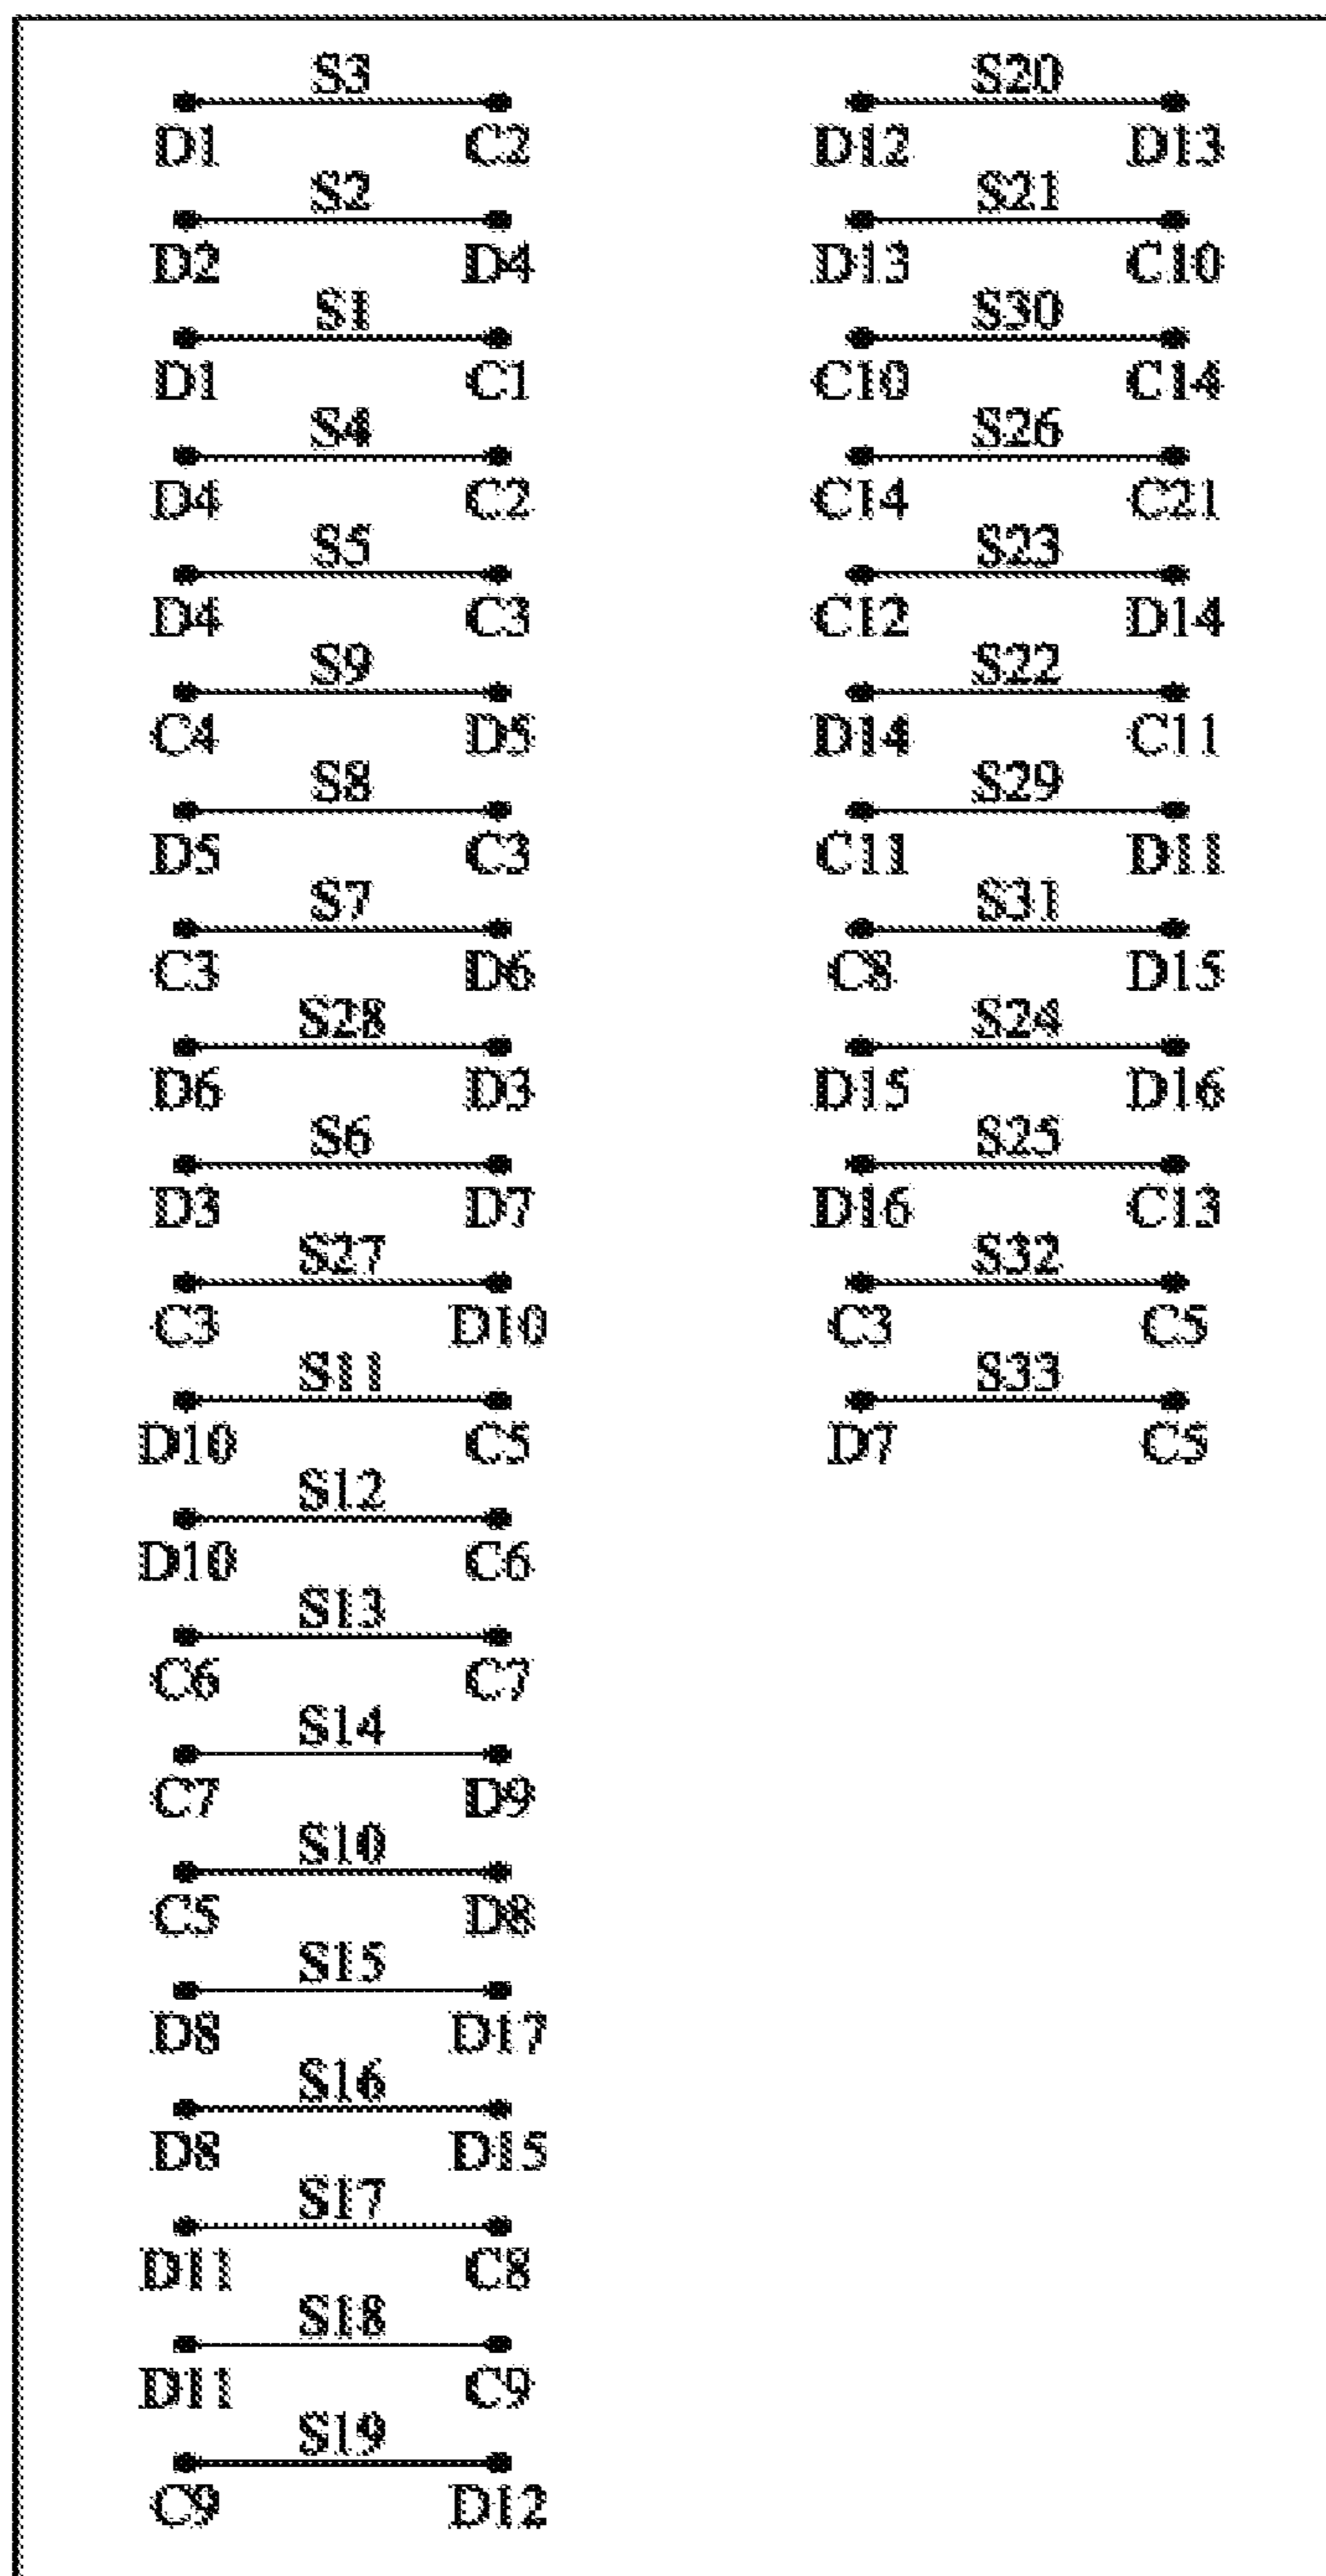 S3
D1 C2
S2
D2 D4
S1
D1 C1
S4
D4 C2
S5
D4 C3
S9
C4 D5
S8
D5 C3
S7
C3 D6
S28
D6 D3
S6
D3 D7
S27
C3 D10
S11
D10 C5
S12
D10 C6
S13
C6 C7
S14
C7 D9
S10
C5 D8
S15
D8 D17
S16
D8 D15
S17
D11 C8
S18
D11 C9
S19
C9 D12
S20
D12 D13
S21
D13 C10
S30
C10 C14
S26
C14 C21
S23
C12 D14
S22
D14 C11
S29
C11 D11
S31
C8 D15
S24
D15 D16
S25
D16 C13
S32
C3 C5
S33
D7 C5